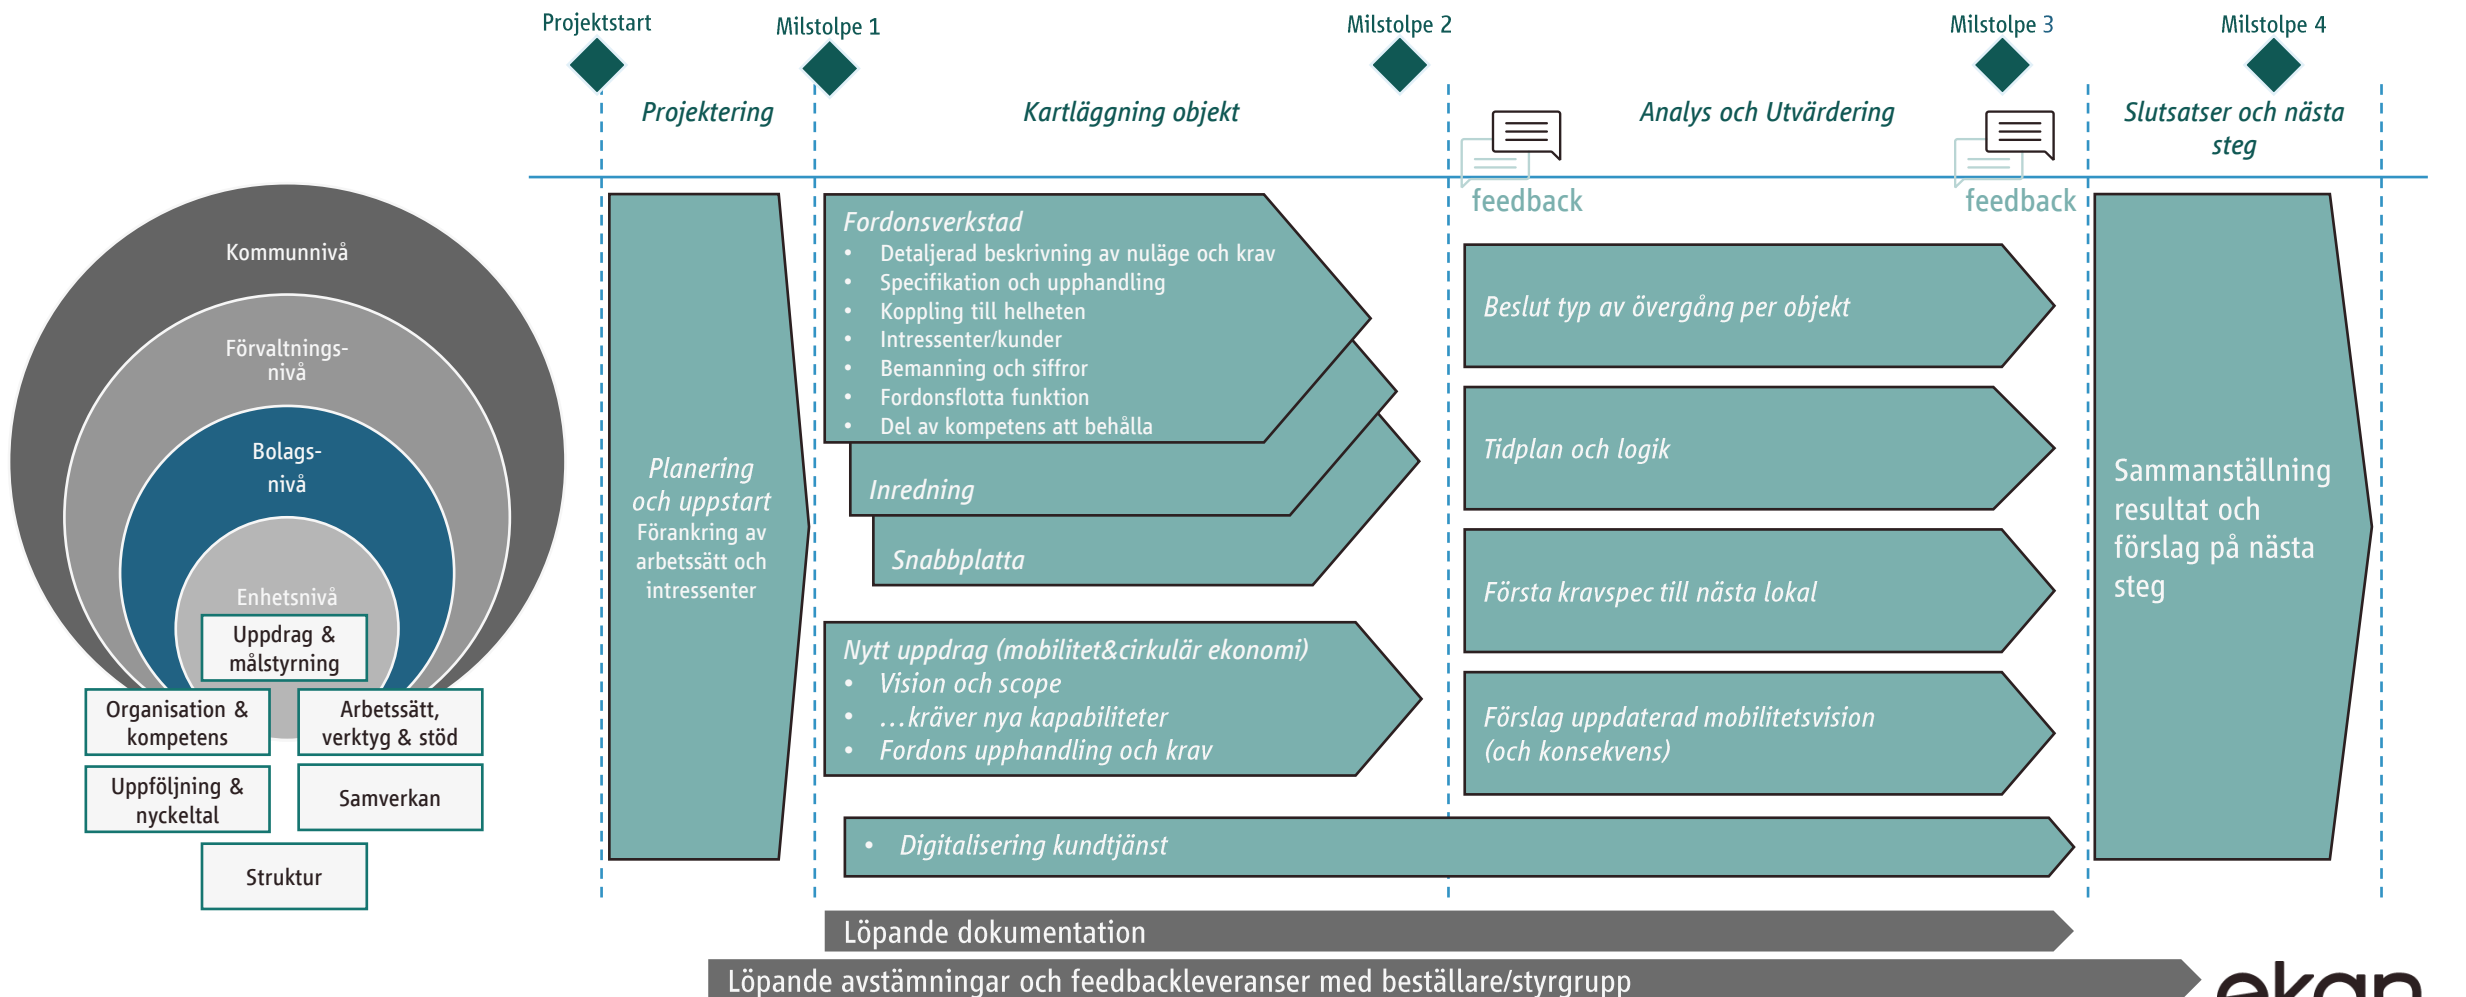 Projektstart
Milstolpe 1
Milstolpe 2
Milstolpe 3
Milstolpe 4
Projektering
Kartläggning objekt
Analys och Utvärdering
Slutsatser och nästa
steg
feedback
feedback
Kommunnivå
Förvaltnings-
nivå
Bolags-
nivå
Enhetsnivå
Uppdrag &
målstyrning
Organisation &
kompetens
Arbetssätt,
verktyg & stöd
Uppföljning &
nyckeltal
Samverkan
Struktur
Planering
och uppstart
Förankring av
arbetssätt och
intressenter
Fordonsverkstad
• Detaljerad beskrivning av nuläge och krav
• Specifikation och upphandling
• Koppling till helheten
• Intressenter/kunder
• Bemanning och siffror
• Fordonsflotta funktion
• Del av kompetens att behålla
Inredning
Snabbplatta
Nytt uppdrag (mobilitet&cirkulär ekonomi)
• Vision och scope
• …kräver nya kapabiliteter
• Fordons upphandling och krav
• Digitalisering kundtjänst
Beslut typ av övergång per objekt
Tidplan och logik
Första kravspec till nästa lokal
Förslag uppdaterad mobilitetsvision
(och konsekvens)
Sammanställning
resultat och
förslag på nästa
steg
Löpande dokumentation
Löpande avstämningar och feedbackleveranser med beställare/styrgrupp
ekan